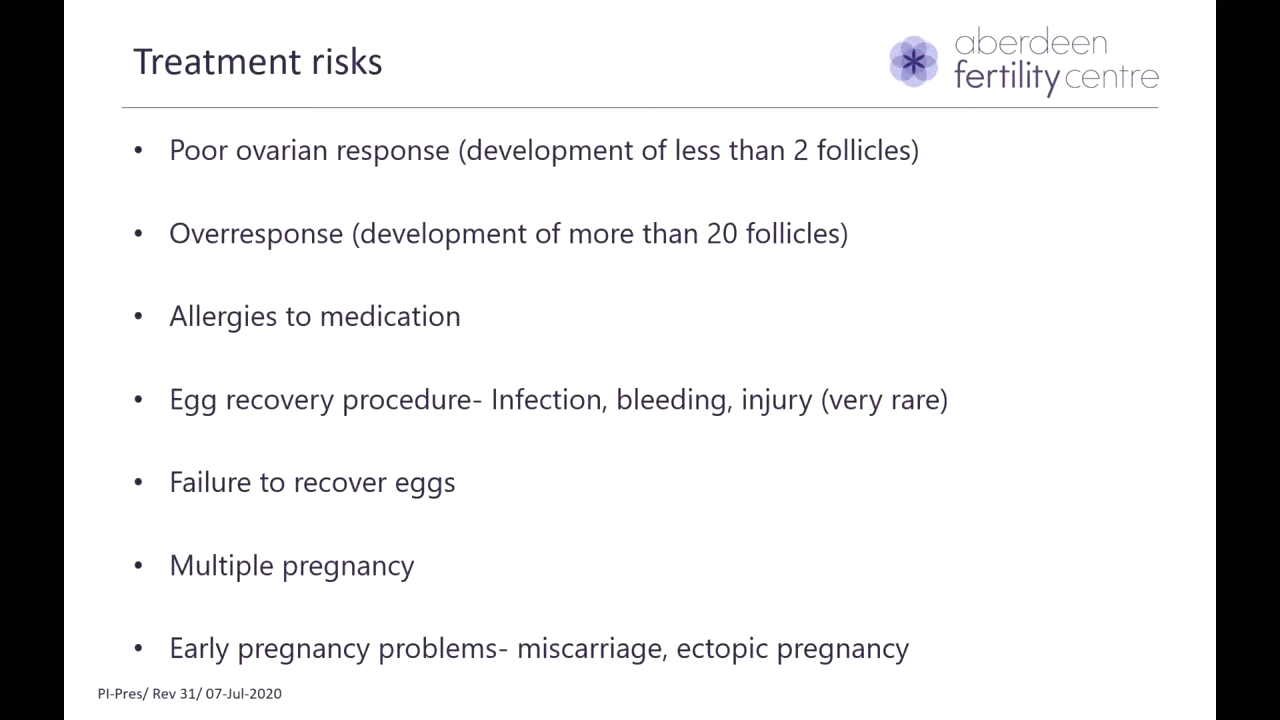 Treatment risks
aberdeen
fertility centre
• Poor ovarian response (development of less than 2 follicles)
• Overresponse (development of more than 20 follicles)
• Allergies to medication
• Egg recovery procedure- Infection, bleeding, injury (very rare)
• Failure to recover eggs
• Multiple pregnancy
• Early pregnancy problems- miscarriage, ectopic pregnancy
PI-Pres/ Rev 31/ 07-Jul-2020